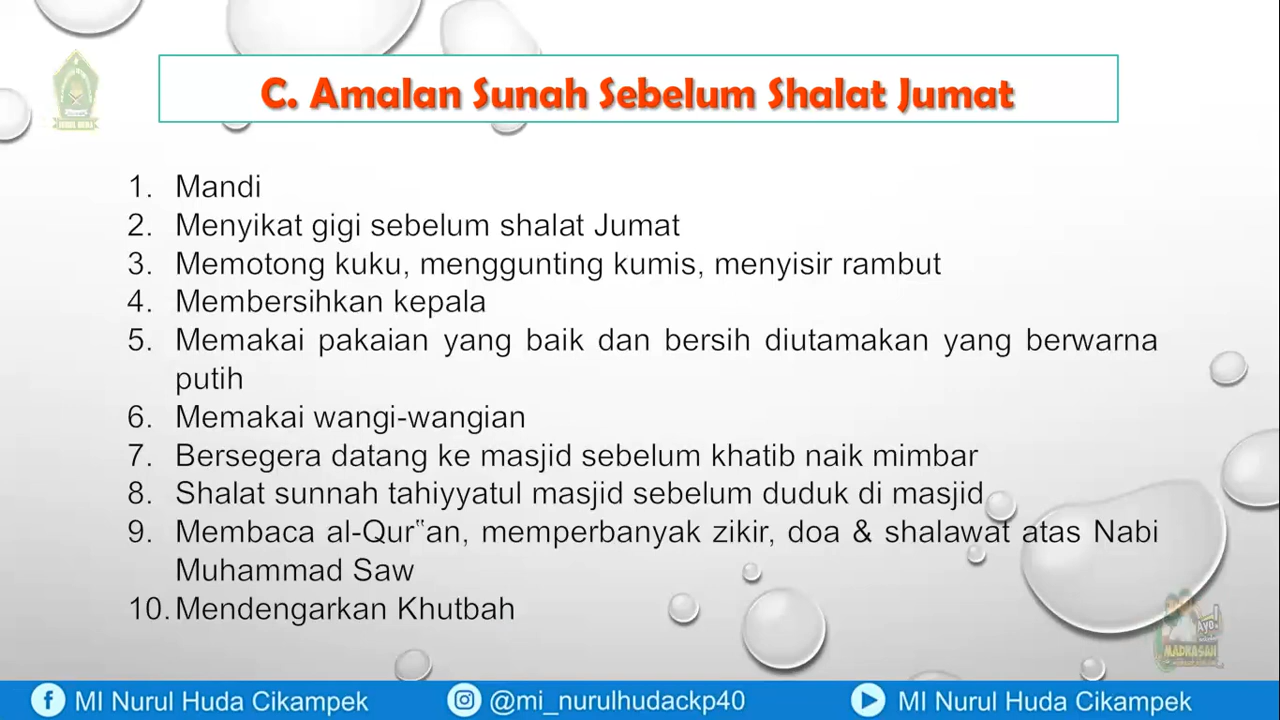 C. Amalan Sunah Sebelum Shalat Jumat
1. Mandi
2. Menyikat gigi sebelum shalat Jumat
3. Memotong kuku, menggunting kumis, menyisir rambut
4. Membersihkan kepala
5. Memakai pakaian yang baik dan bersih diutamakan yang berwarna
putih
6. Memakai wangi-wangian
7. Bersegera datang ke masjid sebelum khatib naik mimbar
8. Shalat sunnah tahiyyatul masjid sebelum duduk di masjid
9. Membaca al-Qur‟an, memperbanyak zikir, doa & shalawat atas Nabi
Muhammad Saw
10. Mendengarkan Khutbah
Ayo!
MADRASAH
MI Nurul Huda Cikampek
@mi_nurulhudackp40
MI Nurul Huda Cikampek